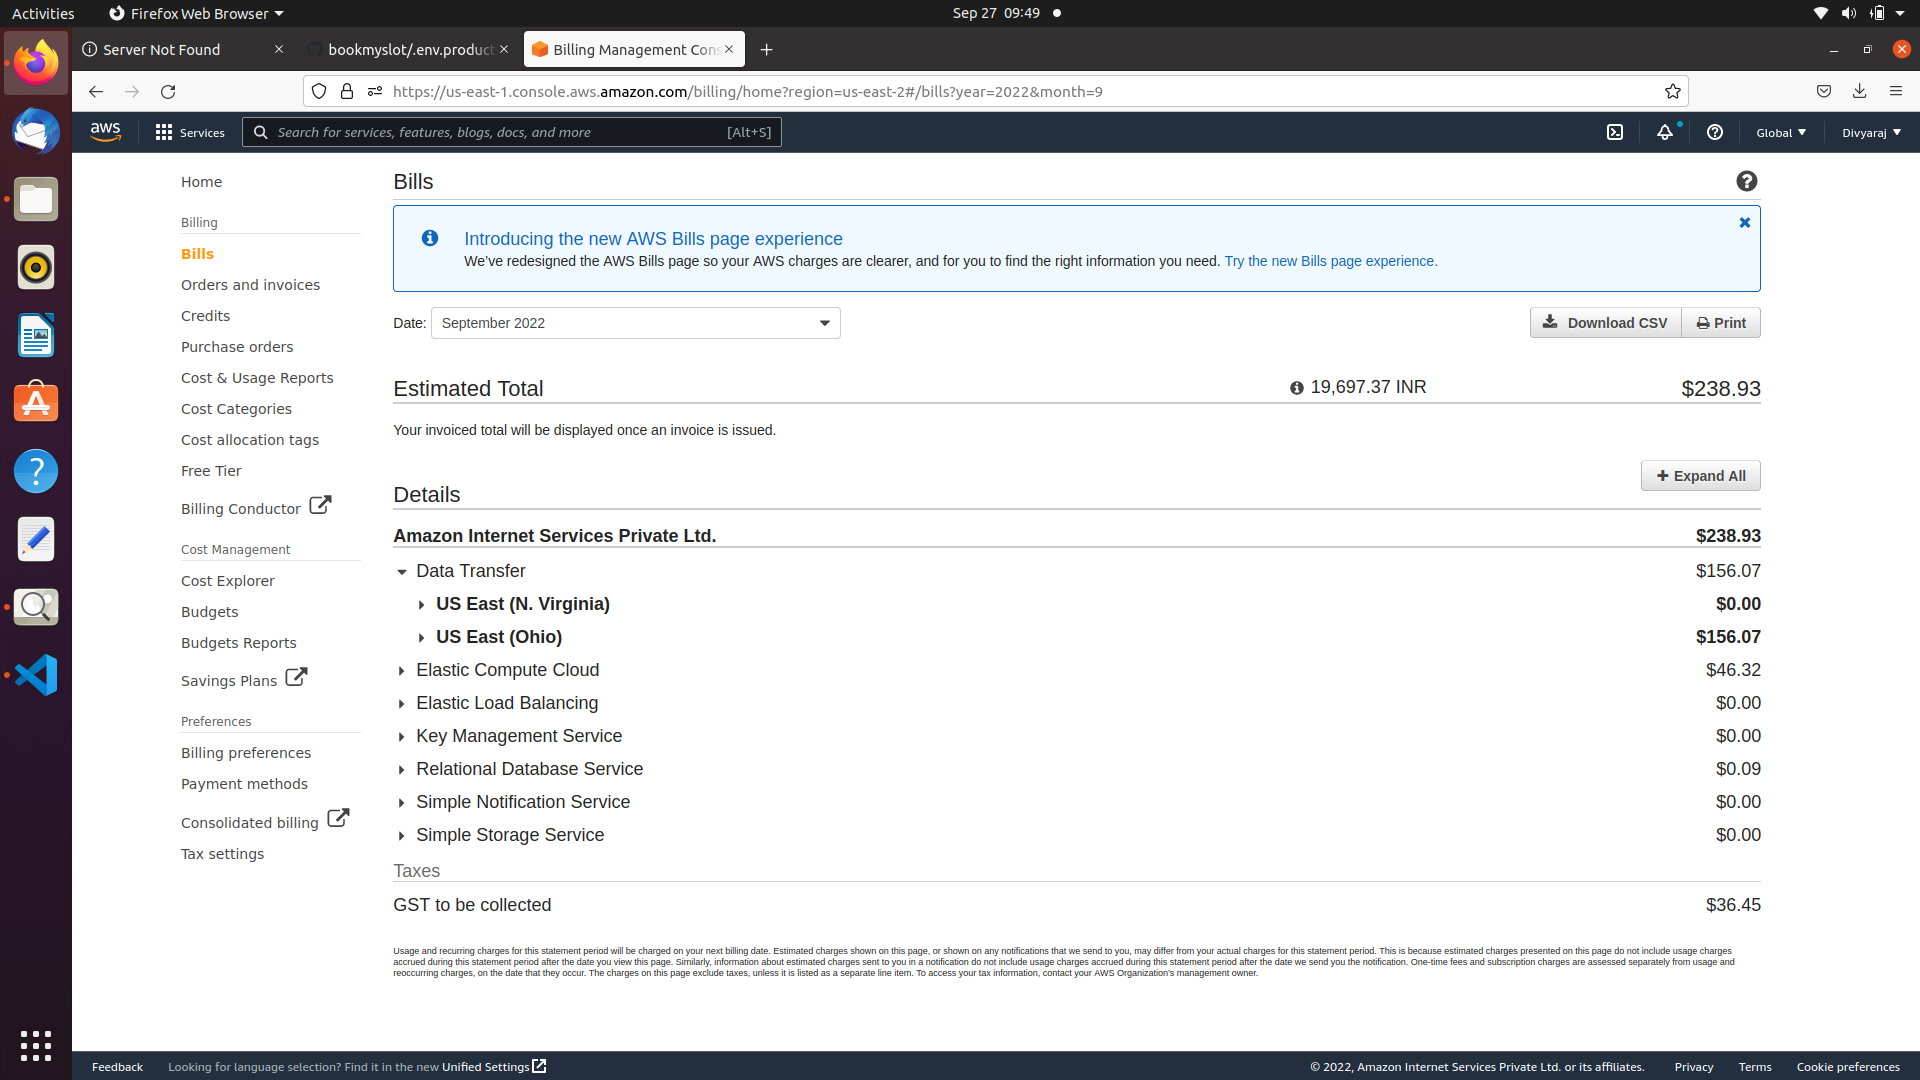 Activities
Firefox Web Browser
Sep 27 09:49
Server Not Found
bookmyslot/.env.product
Billing Management Cons
https://us-east-1.console.aws.amazon.com/billing/home?region=us-east-2#/bills?year=2022&month=9
aws
Services
Search for services, features, blogs, docs, and more
[Alt+S]
Global
Divyaraj
Home
Billing
Bills
Orders and invoices
Credits
Purchase orders
Cost & Usage Reports
Cost Categories
Cost allocation tags
Free Tier
Billing Conductor
Cost Management
Cost Explorer
Budgets
Budgets Reports
Savings Plans
Preferences
Billing preferences
Payment methods
Consolidated billing
Tax settings
Bills
Introducing the new AWS Bills page experience
We've redesigned the AWS Bills page so your AWS charges are clearer, and for you to find the right information you need. Try the new Bills page experience.
Date: September 2022
Download CSV
Print
Estimated Total 19,697.37 INR $238.93
Your invoiced total will be displayed once an invoice is issued.
Expand All
Details
Amazon Internet Services Private Ltd. $238.93
Data Transfer $156.07
US East (N. Virginia) $0.00
US East (Ohio) $156.07
Elastic Compute Cloud $46.32
Elastic Load Balancing $0.00
Key Management Service $0.00
Relational Database Service $0.09
Simple Notification Service $0.00
Simple Storage Service $0.00
Taxes
GST to be collected $36.45
Usage and recurring charges for this statement period will be charged on your next billing date. Estimated charges shown on this page, or shown on any notifications that we send to you, may differ from your actual charges for this statement period. This is because estimated charges presented on this page do not include usage charges
accrued during this statement period after the date you view this page. Similarly, information about estimated charges sent to you in a notification do not include usage charges accrued during this statement period after the date we send you the notification. One-time fees and subscription charges are assessed separately from usage and
reoccurring charges, on the date that they occur. The charges on this page exclude taxes, unless it is listed as a separate line item. To access your tax information, contact your AWS Organization's management owner.
Feedback
Looking for language selection? Find it in the new Unified Settings
© 2022, Amazon Internet Services Private Ltd. or its affiliates.
Privacy
Terms
Cookie preferences